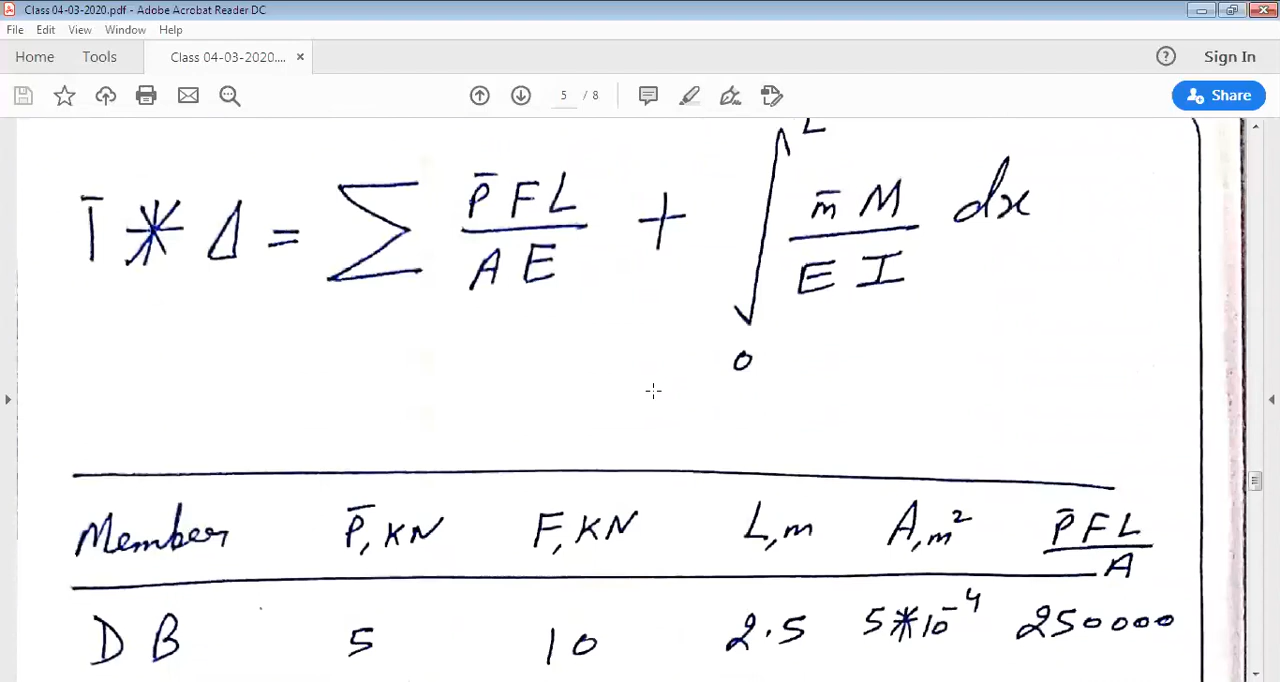 Class 04-03-2020.pdf - Adobe Acrobat Reader DC
File Edit View Window Help
Home Tools Class 04-03-2020.... × ? Sign In
5 / 8 Share
L
1̄ * Δ = Σ P̄FL / AE + ∫ m̄M / EI dx
0
Member P̄, KN F, KN L, m A, m² P̄FL / A
DB 5 10 2.5 5*10⁻⁴ 250000